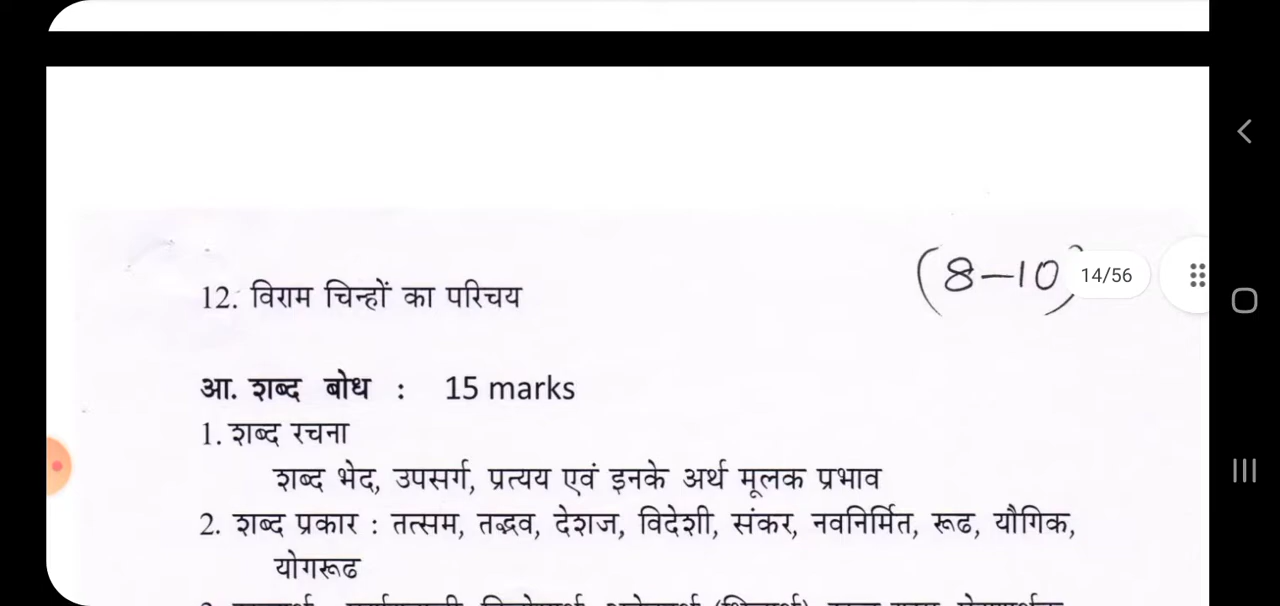 (8-10)
14/56
12. विराम चिन्हों का परिचय
आ. शब्द बोध : 15 marks
1. शब्द रचना
शब्द भेद, उपसर्ग, प्रत्यय एवं इनके अर्थ मूलक प्रभाव
2. शब्द प्रकार : तत्सम, तद्भव, देशज, विदेशी, संकर, नवनिर्मित, रूढ, यौगिक,
योगरूढ